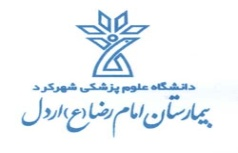 دانشگاه علوم پزشکی شهرکرد
بیمارستان امام رضا (ع) اردل